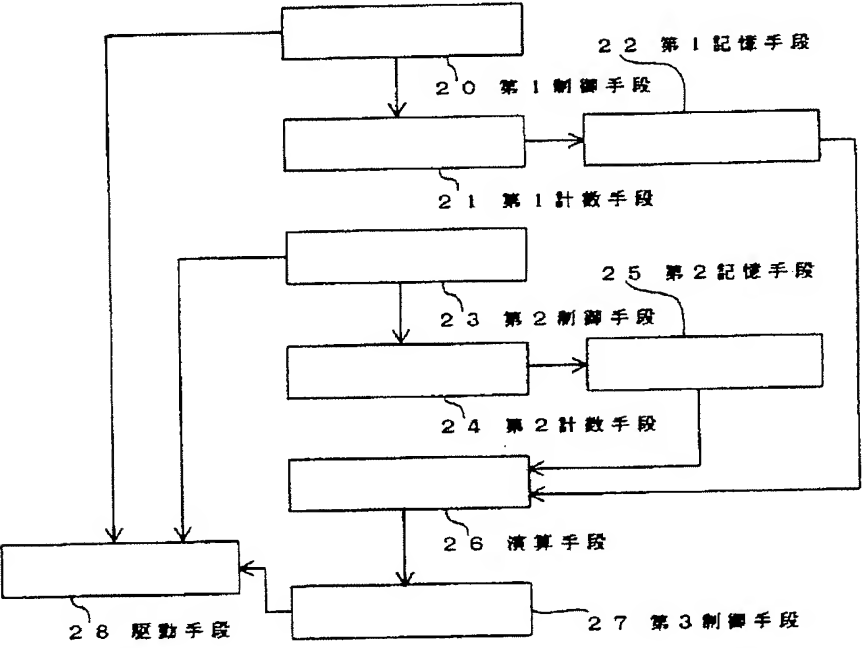 22 第1記憶手段
20 第1制御手段
21 第1計数手段
25 第2記憶手段
23 第2制御手段
24 第2計数手段
26 演算手段
27 第3制御手段
28 駆動手段